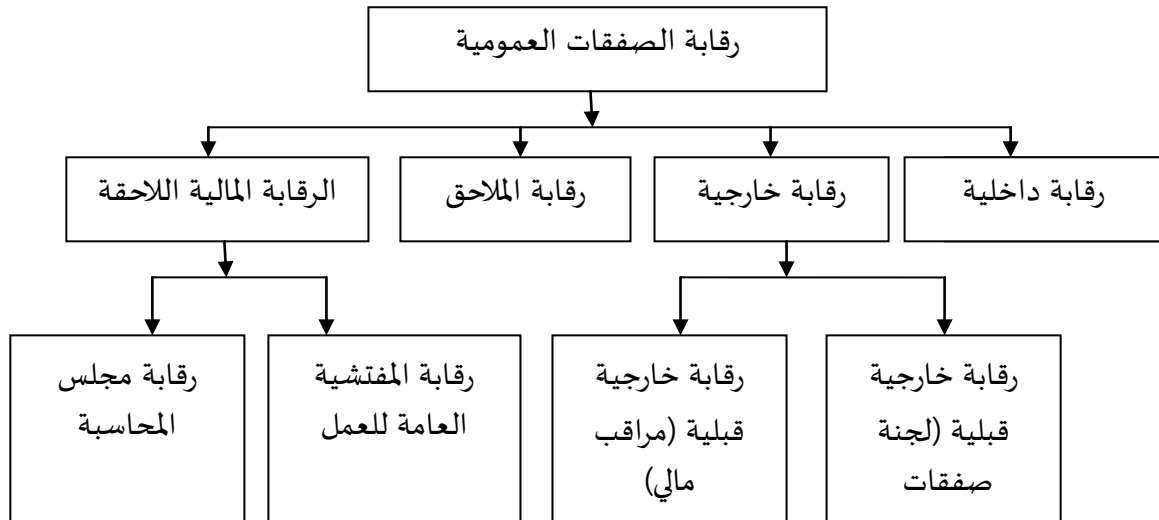 رقابة الصفقات العمومية
رقابة داخلية
رقابة خارجية
رقابة الملاحق
الرقابة المالية اللاحقة
رقابة خارجية
قبلية (لجنة
صفقات
رقابة خارجية
قبلية (مراقب
مالي)
رقابة المفتشية
العامة للعمل
رقابة مجلس
المحاسبة